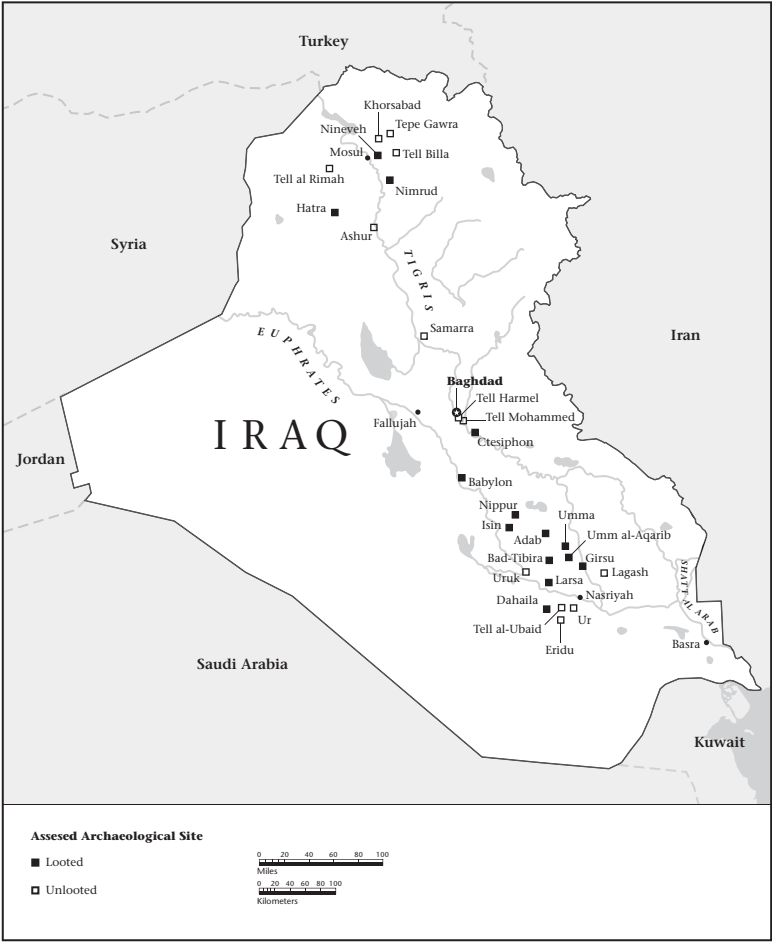 Turkey
Khorsabad
Tepe Gawra
Nineveh
Mosul
Tell Billa
Tell al Rimah
Nimrud
Hatra
Ashur
Syria
TIGRIS
Samarra
EUPHRATES
Iran
Baghdad
Tell Harmel
Tell Mohammed
Fallujah
IRAQ
Ctesiphon
Jordan
Babylon
Nippur
Umma
Isin
Adab
Umm al-Aqarib
Bad-Tibira
Girsu
Uruk
Larsa
Lagash
SHATT AL ARAB
Dahaila
Nasriyah
Tell al-Ubaid
Ur
Eridu
Basra
Saudi Arabia
Kuwait
Assesed Archaeological Site
Looted
0 20 40 60 80 100
Miles
Unlooted
0 20 40 60 80 100
Kilometers